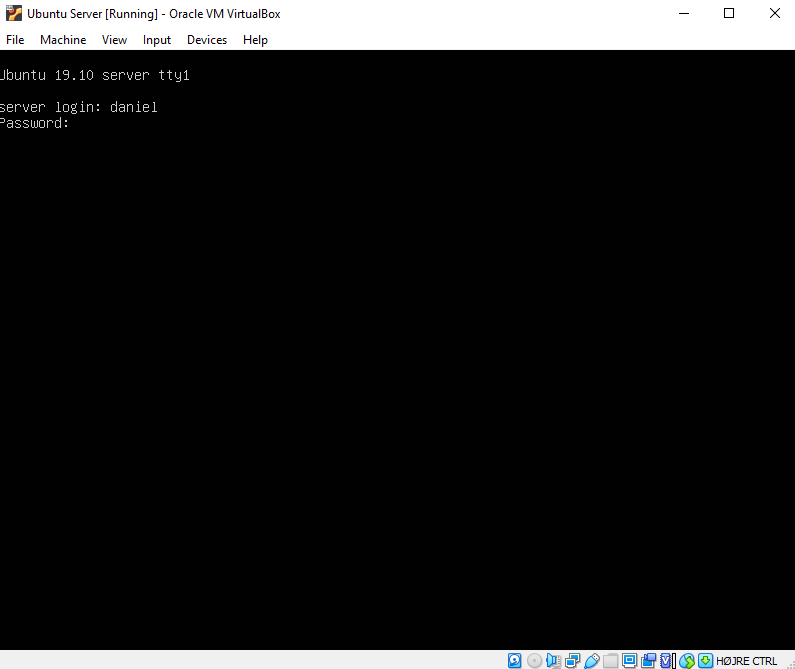 Ubuntu Server [Running] - Oracle VM VirtualBox
File Machine View Input Devices Help
Ubuntu 19.10 server tty1
server login: daniel
Password:
HØJRE CTRL